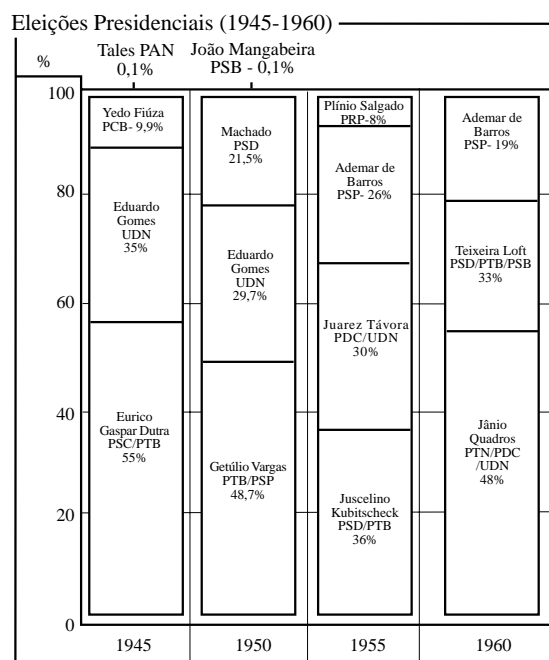 Eleições Presidenciais (1945-1960)
%
Tales PAN
0,1%
João Mangabeira
PSB - 0,1%
100
80
60
40
20
0
Yedo Fiúza
PCB- 9,9%
Eduardo
Gomes
UDN
35%
Eurico
Gaspar Dutra
PSC/PTB
55%
Machado
PSD
21,5%
Eduardo
Gomes
UDN
29,7%
Getúlio Vargas
PTB/PSP
48,7%
Plínio Salgado
PRP-8%
Ademar de
Barros
PSP- 26%
Juarez Távora
PDC/UDN
30%
Juscelino
Kubitscheck
PSD/PTB
36%
Ademar de
Barros
PSP- 19%
Teixeira Loft
PSD/PTB/PSB
33%
Jânio
Quadros
PTN/PDC
/UDN
48%
1945
1950
1955
1960